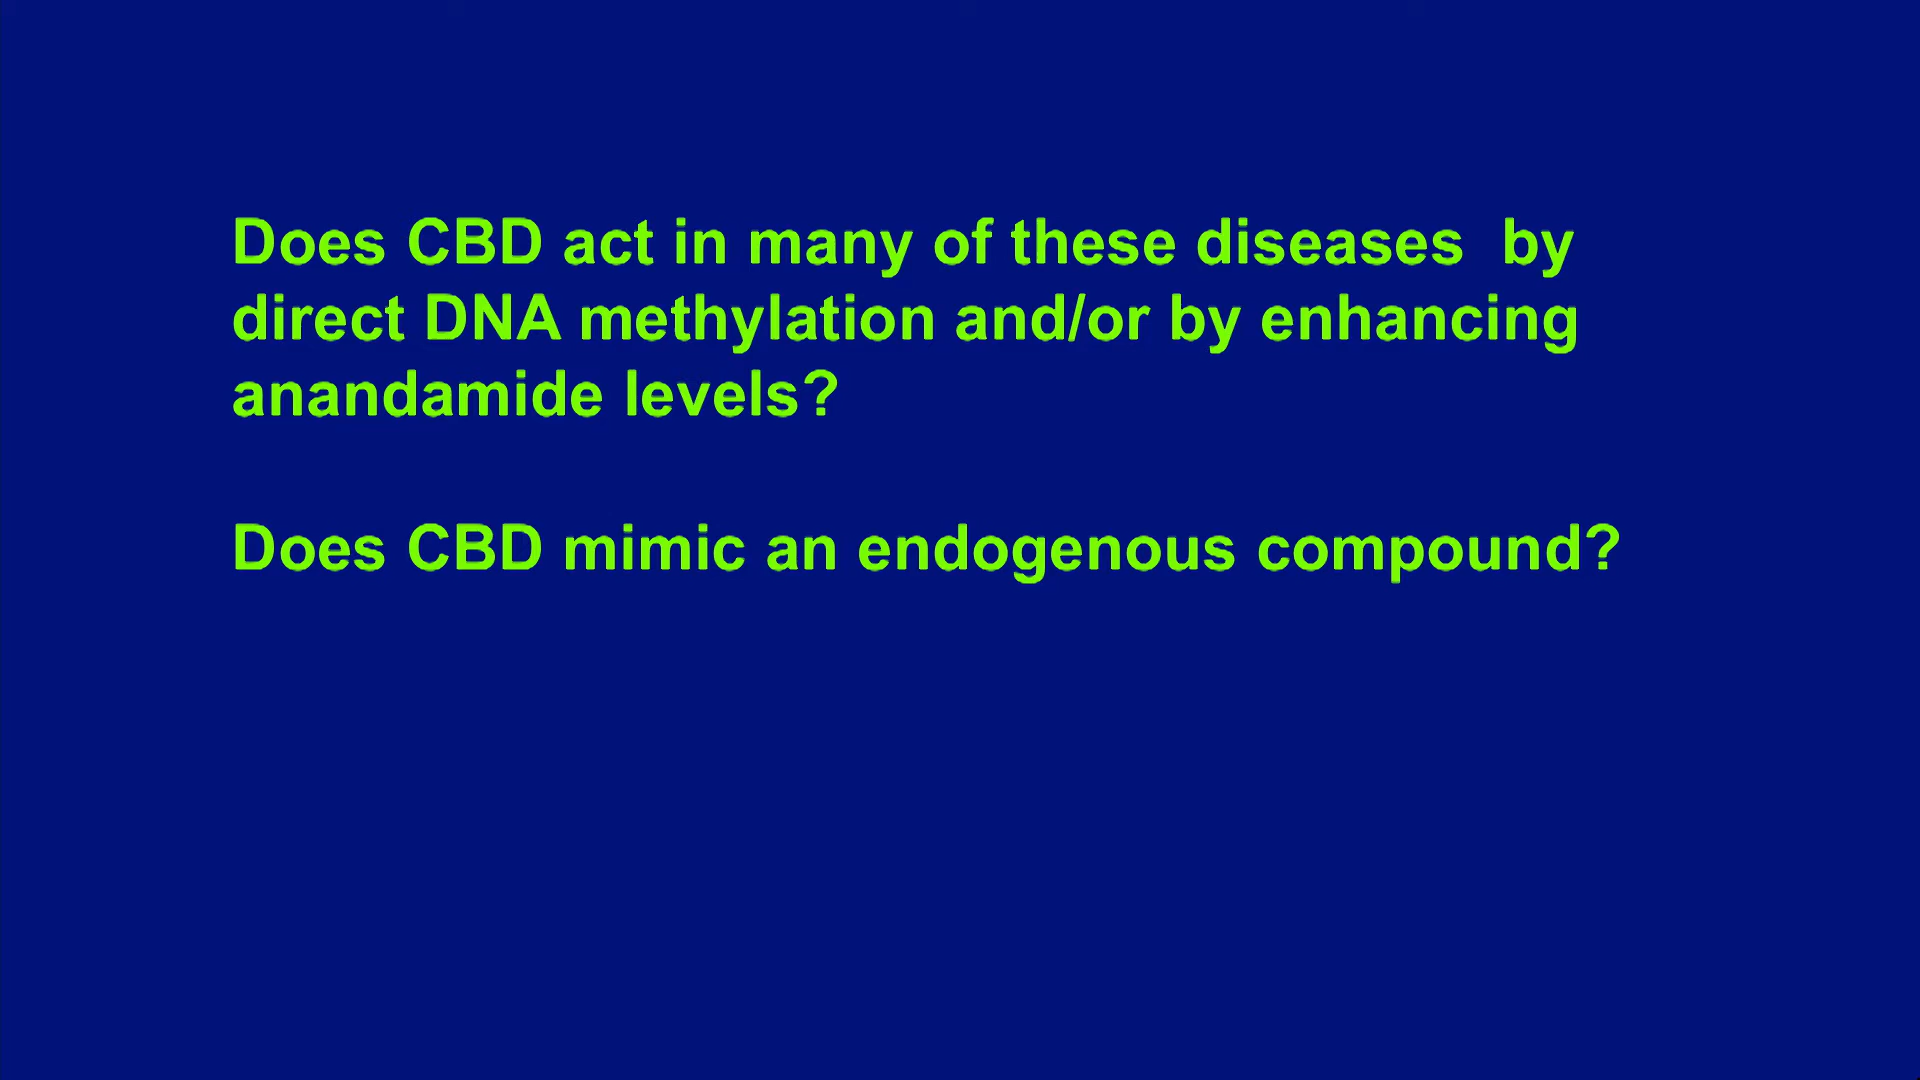 Does CBD act in many of these diseases  by
direct DNA methylation and/or by enhancing
anandamide levels?
Does CBD mimic an endogenous compound?